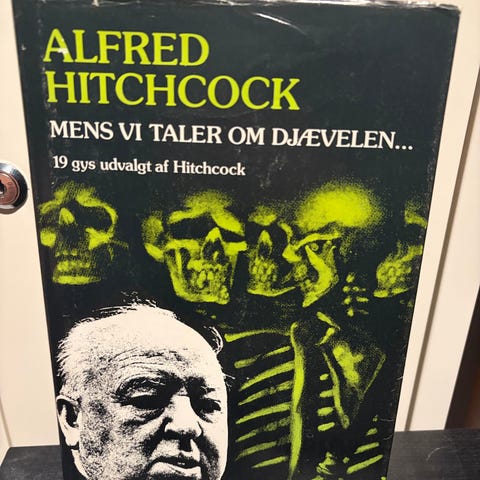 ALFRED
HITCHCOCK
MENS VI TALER OM DJÆVELEN...
19 gys udvalgt af Hitchcock